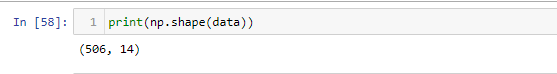 In [58]: 1 print(np.shape(data))
(506, 14)